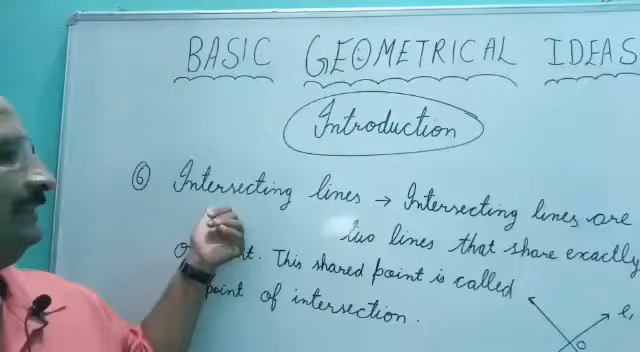 BASIC GEOMETRICAL IDEAS
Introduction
⑥ Intersecting lines → Intersecting lines are
two lines that share exactly
This shared point is called
point of intersection.
l₁
O